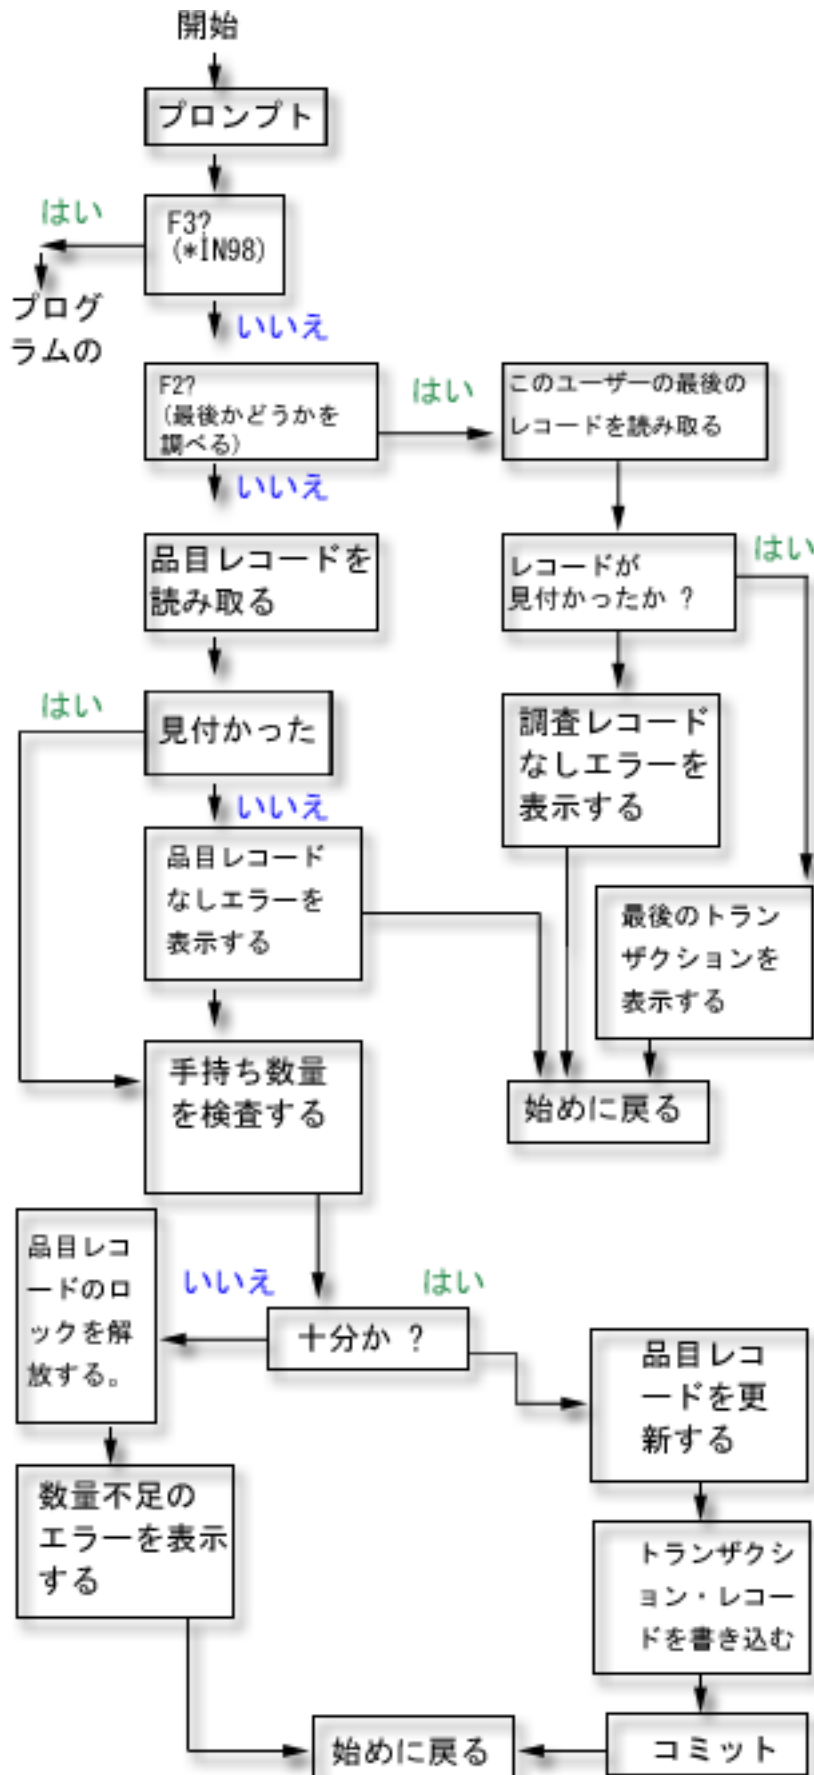 開始
プロンプト
はい
F3?
(*IN98)
プログ
ラムの
いいえ
F2?
(最後かどうかを
調べる)
はい
このユーザーの最後の
レコードを読み取る
いいえ
品目レコードを
読み取る
レコードが
見付かったか ?
はい
はい
見付かった
調査レコード
なしエラーを
表示する
いいえ
品目レコード
なしエラーを
表示する
最後のトラン
ザクションを
表示する
手持ち数量
を検査する
始めに戻る
品目レコ
ードのロ
ックを解
放する。
いいえ
はい
十分か ?
品目レコ
ードを更
新する
数量不足の
エラーを表示
する
トランザクシ
ョン・レコー
ドを書き込む
始めに戻る
コミット